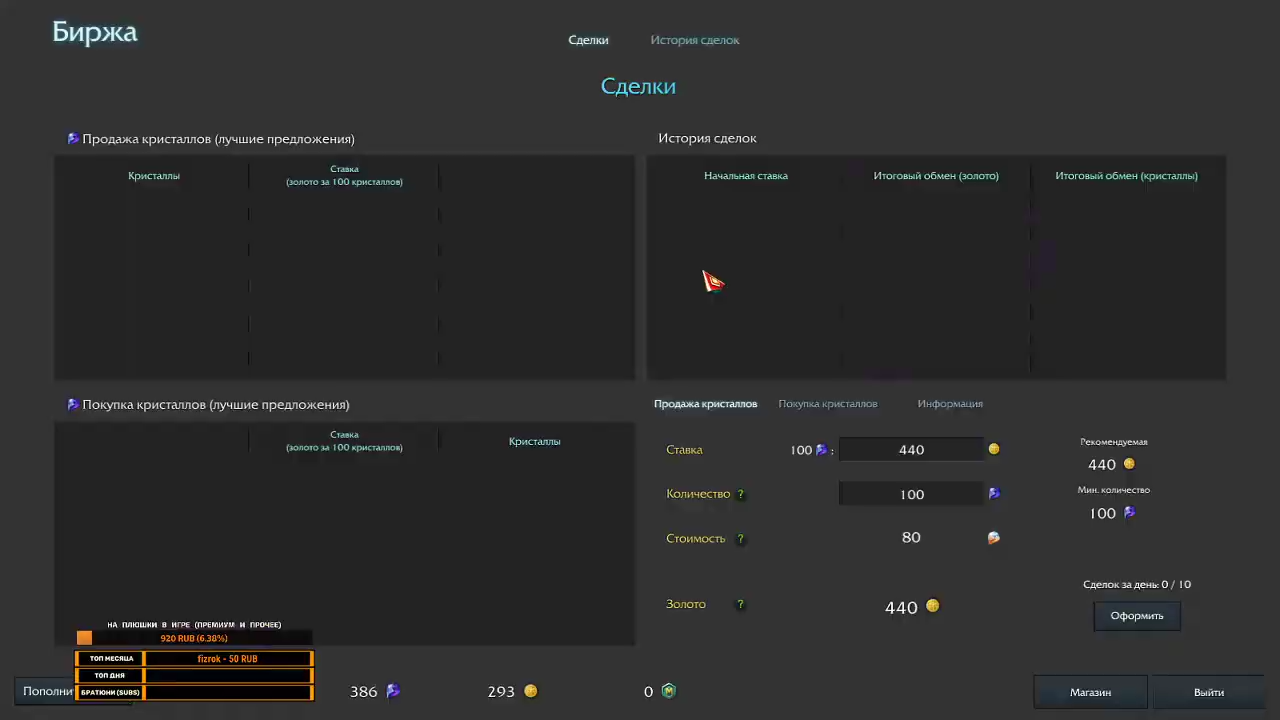 Биржа
Сделки
История сделок
Сделки
Продажа кристаллов (лучшие предложения)
Кристаллы
Ставка
(золото за 100 кристаллов)
История сделок
Начальная ставка
Итоговый обмен (золото)
Итоговый обмен (кристаллы)
Покупка кристаллов (лучшие предложения)
Ставка
(золото за 100 кристаллов)
Кристаллы
Продажа кристаллов
Покупка кристаллов
Информация
Ставка
100 :
440
Рекомендуемая
440
Количество ?
100
Мин. количество
100
Стоимость ?
80
Сделок за день: 0 / 10
Золото ?
440
Оформить
НА ПЛЮШКИ В ИГРЕ (ПРЕМИУМ И ПРОЧЕЕ)
920 RUB (6.38%)
ТОП МЕСЯЦА
fizrok - 50 RUB
ТОП ДНЯ
БРАТЮНИ (SUBS)
Пополни
386
293
0
Магазин
Выйти